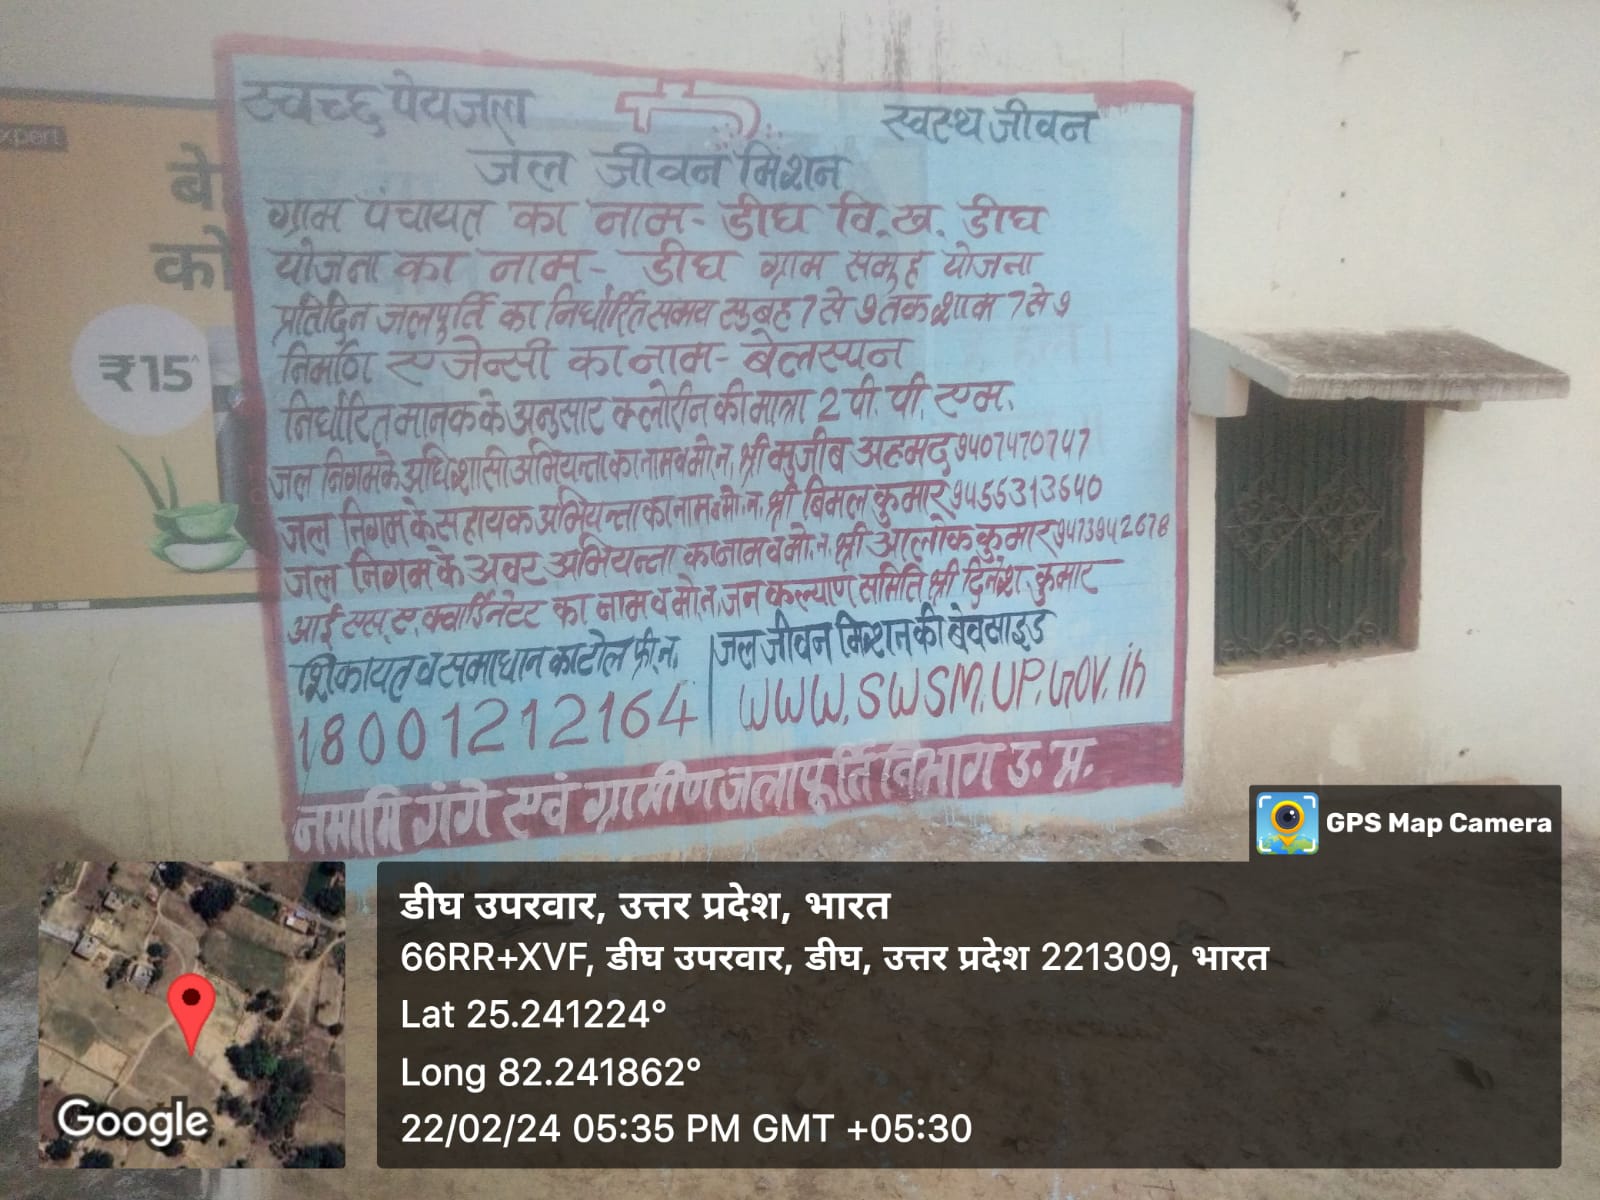 स्वच्छ पेयजल
स्वस्थ जीवन
जल जीवन मिशन
ग्राम पंचायत का नाम- डीघ वि.ख. डीघ
योजना का नाम- डीघ ग्राम समुह योजना
प्रतिदिन जलपुर्ति का निर्धारित समय सुबह 7 से 9 तक शाम 7 से 9
निर्माण एजेन्सी का नाम- बेलस्पन
निर्धारित मानक के अनुसार क्लोरीन की मात्रा 2 पी. पी. एम.
जल निगम के अधिशासी अभियन्ता का नाम व मो.न. श्री मुजीब अहमद 9407470747
जल निगम के सहायक अभियन्ता का नाम व मो.न. श्री बिमल कुमार 9455313540
जल निगम के अवर अभियन्ता का नाम व मो.न. श्री आलोक कुमार 9473942678
आई एस.ए. क्वार्डिनेटर का नाम व मो.न. जन कल्याण समिति श्री दिनेश कुमार
शिकायत व समाधान का टोल फ्री न.
18001212164
जल जीवन मिशन की बेवसाइड
WWW.SWSM.UP.GOV.in
नमामि गंगे एवं ग्रामीण जलापूर्ति विभाग उ. प्र.
xpert
बे
को
₹15^
GPS Map Camera
डीघ उपरवार, उत्तर प्रदेश, भारत
66RR+XVF, डीघ उपरवार, डीघ, उत्तर प्रदेश 221309, भारत
Lat 25.241224°
Long 82.241862°
22/02/24 05:35 PM GMT +05:30
Google